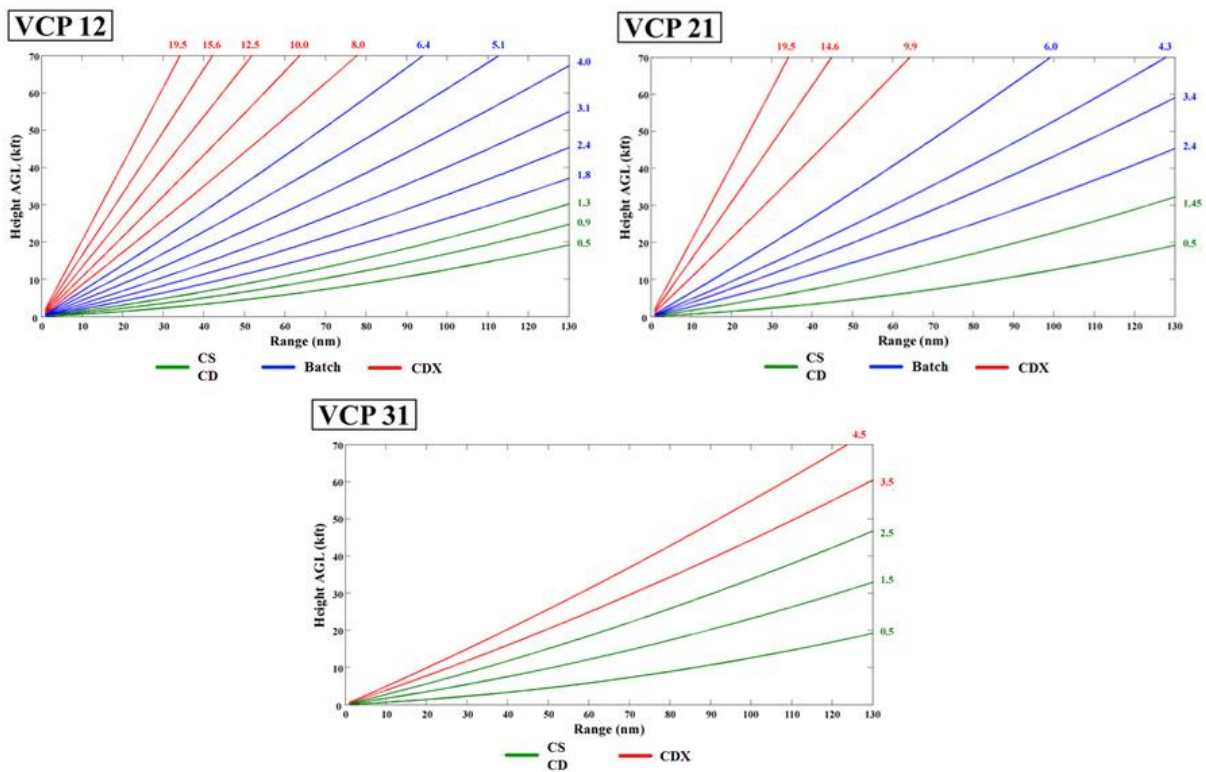 VCP 12
19.5 15.6 12.5 10.0 8.0 6.4 5.1
4.0
3.1
2.4
1.8
1.3
0.9
0.5
Height AGL (kft)
70
60
50
40
30
20
10
0
0 10 20 30 40 50 60 70 80 90 100 110 120 130
Range (nm)
CS
CD
Batch
CDX
VCP 21
19.5 14.6 9.9 6.0 4.3
3.4
2.4
1.45
0.5
Height AGL (kft)
70
60
50
40
30
20
10
0
0 10 20 30 40 50 60 70 80 90 100 110 120 130
Range (nm)
CS
CD
Batch
CDX
VCP 31
4.5
3.5
2.5
1.5
0.5
Height AGL (kft)
70
60
50
40
30
20
10
0
0 10 20 30 40 50 60 70 80 90 100 110 120 130
Range (nm)
CS
CD
CDX